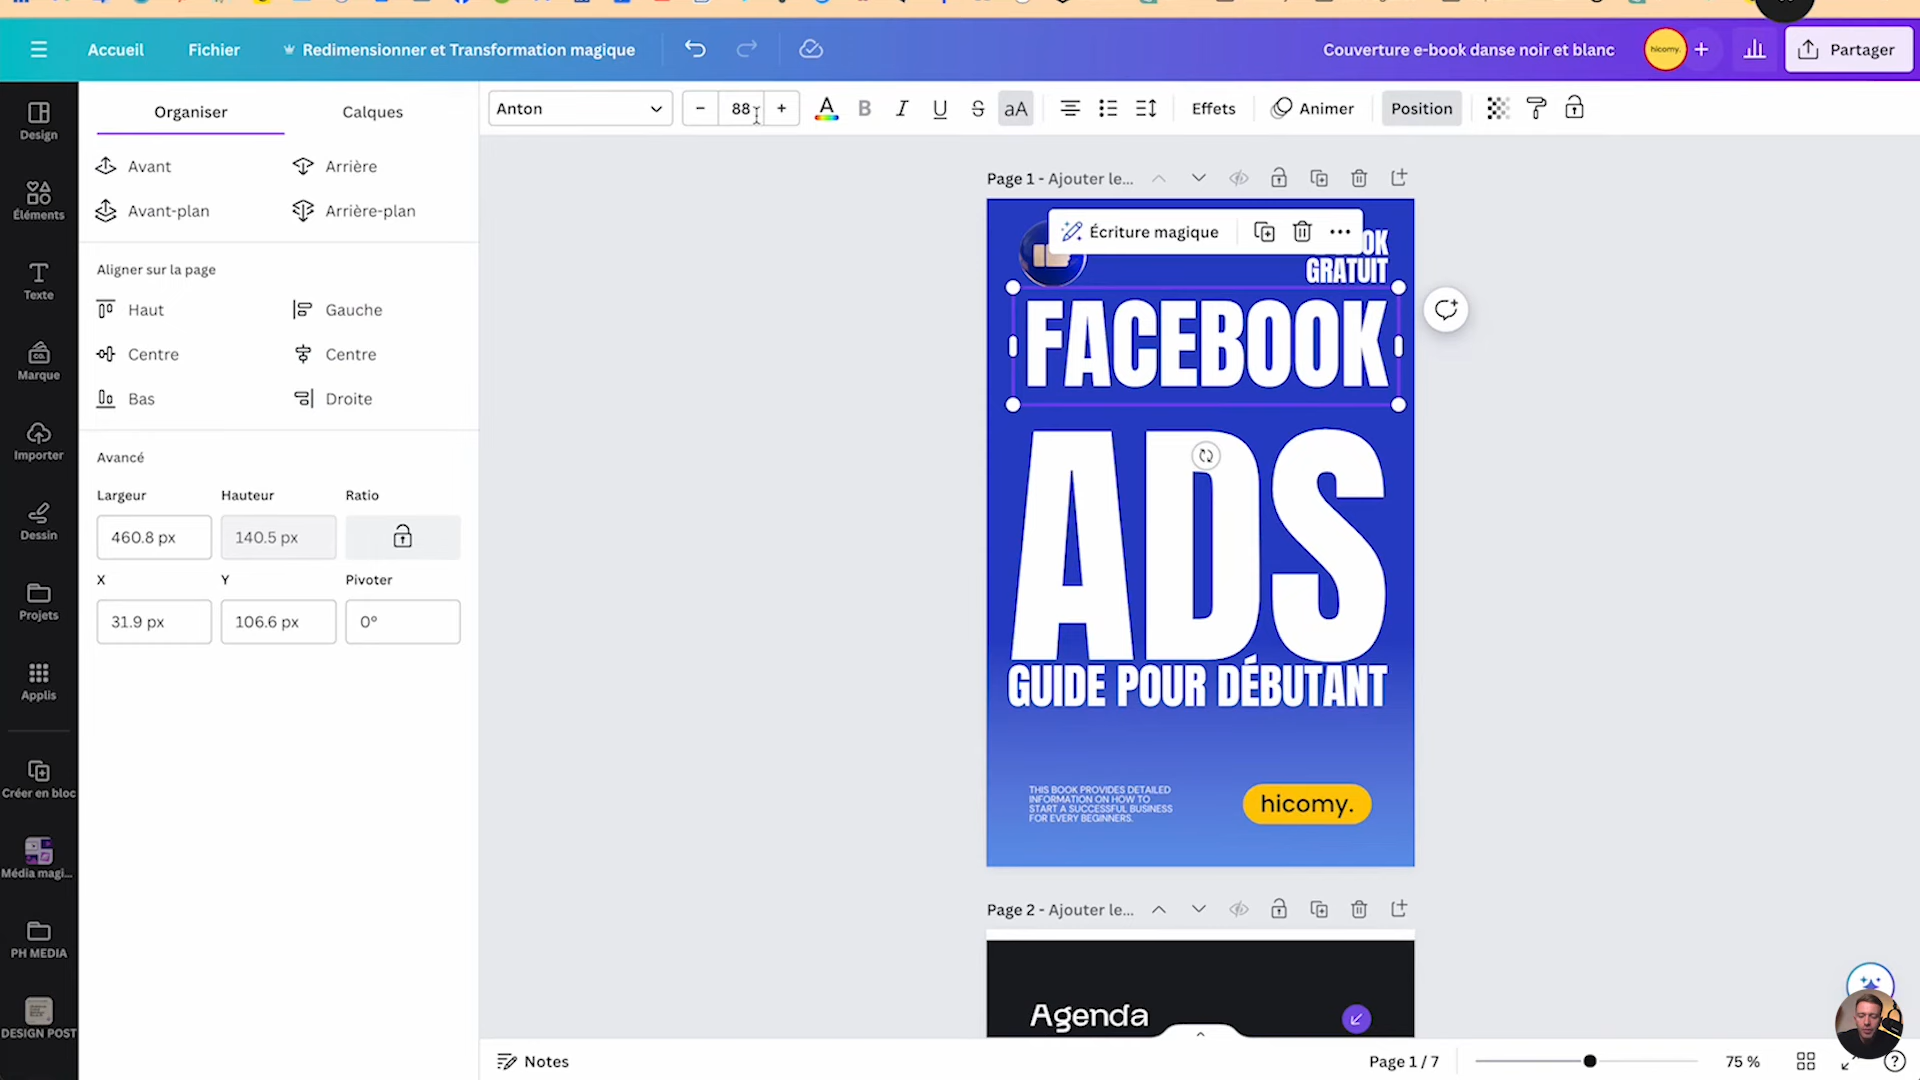 Accueil
Fichier
Redimensionner et Transformation magique
Couverture e-book danse noir et blanc
hicomy.
Partager
Design
Éléments
Texte
Marque
Importer
Dessin
Projets
Applis
Créer en bloc
Média magi...
PH MEDIA
DESIGN POST
Organiser
Calques
Avant
Arrière
Avant-plan
Arrière-plan
Aligner sur la page
Haut
Gauche
Centre
Centre
Bas
Droite
Avancé
Largeur
Hauteur
Ratio
460.8 px
140.5 px
X
Y
Pivoter
31.9 px
106.6 px
0°
Anton
− 88 +
A B I U S aA
Effets
Animer
Position
Page 1 - Ajouter le...
Écriture magique
OK
GRATUIT
FACEBOOK
ADS
GUIDE POUR DÉBUTANT
THIS BOOK PROVIDES DETAILED
INFORMATION ON HOW TO
START A SUCCESSFUL BUSINESS
FOR EVERY BEGINNERS.
hicomy.
Page 2 - Ajouter le...
Agenda
Notes
Page 1 / 7
75 %
?